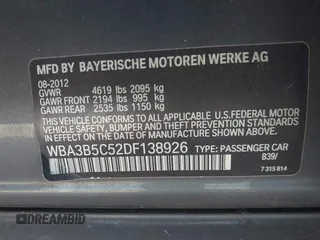 MFD BY BAYERISCHE MOTOREN WERKE AG
08-2012
GVWR 4619 lbs 2095 kg
GAWR FRONT 2194 lbs 995 kg
GAWR REAR 2535 lbs 1150 kg
THIS VEHICLE CONFORMS TO ALL APPLICABLE U.S.
FEDERAL MOTOR VEHICLE SAFETY, BUMPER, AND
THEFT PREVENTION STANDARDS IN EFFECT ON THE
DATE OF MANUFACTURE SHOWN ABOVE.
WBA3B5C52DF138926 TYPE: PASSENGER CAR
B39/
7 315 814
DREAMBID